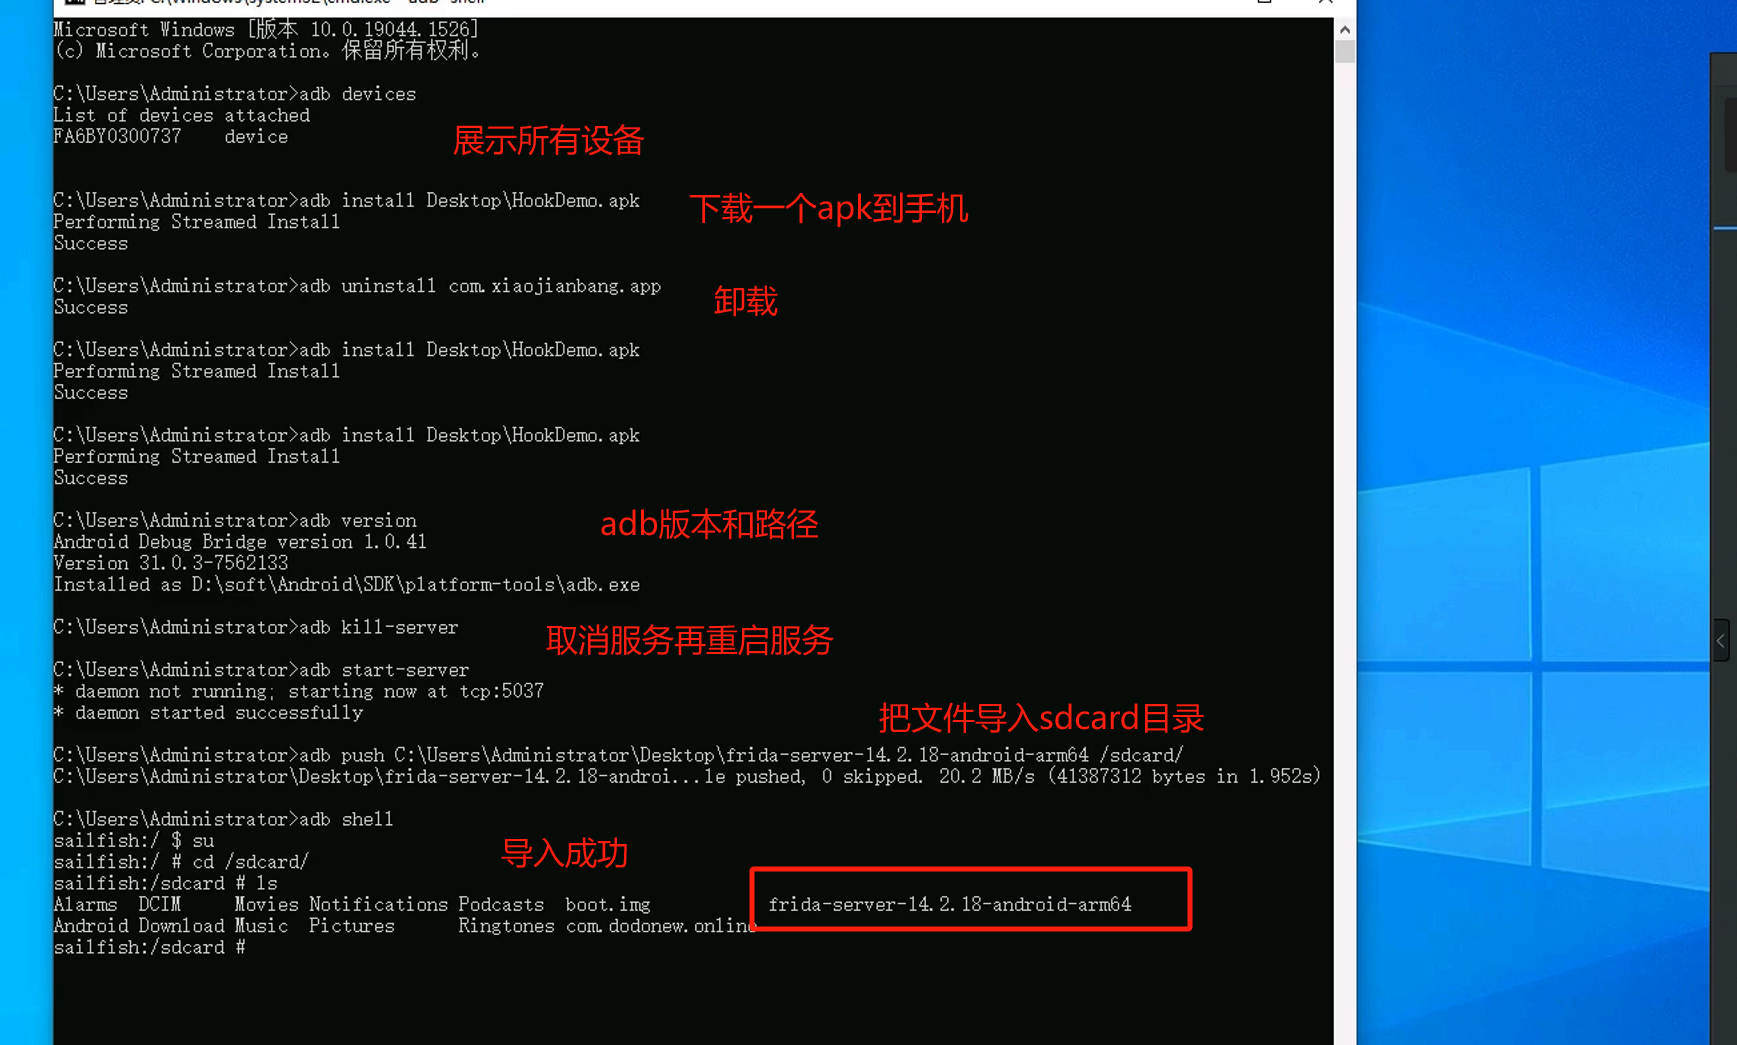 Microsoft Windows [版本 10.0.19044.1526]
(c) Microsoft Corporation。保留所有权利。
C:\Users\Administrator>adb devices
List of devices attached
FA6BY0300737    device
展示所有设备
C:\Users\Administrator>adb install Desktop\HookDemo.apk
下载一个apk到手机
Performing Streamed Install
Success
C:\Users\Administrator>adb uninstall com.xiaojianbang.app
卸载
Success
C:\Users\Administrator>adb install Desktop\HookDemo.apk
Performing Streamed Install
Success
C:\Users\Administrator>adb install Desktop\HookDemo.apk
Performing Streamed Install
Success
C:\Users\Administrator>adb version
adb版本和路径
Android Debug Bridge version 1.0.41
Version 31.0.3-7562133
Installed as D:\soft\Android\SDK\platform-tools\adb.exe
C:\Users\Administrator>adb kill-server
取消服务再重启服务
C:\Users\Administrator>adb start-server
* daemon not running; starting now at tcp:5037
* daemon started successfully
把文件导入sdcard目录
C:\Users\Administrator>adb push C:\Users\Administrator\Desktop\frida-server-14.2.18-android-arm64 /sdcard/
C:\Users\Administrator\Desktop\frida-server-14.2.18-androi...le pushed, 0 skipped. 20.2 MB/s (41387312 bytes in 1.952s)
C:\Users\Administrator>adb shell
sailfish:/ $ su
导入成功
sailfish:/ # cd /sdcard/
sailfish:/sdcard # ls
Alarms  DCIM     Movies Notifications Podcasts  boot.img           frida-server-14.2.18-android-arm64
Android Download Music  Pictures      Ringtones com.dodonew.online
sailfish:/sdcard #